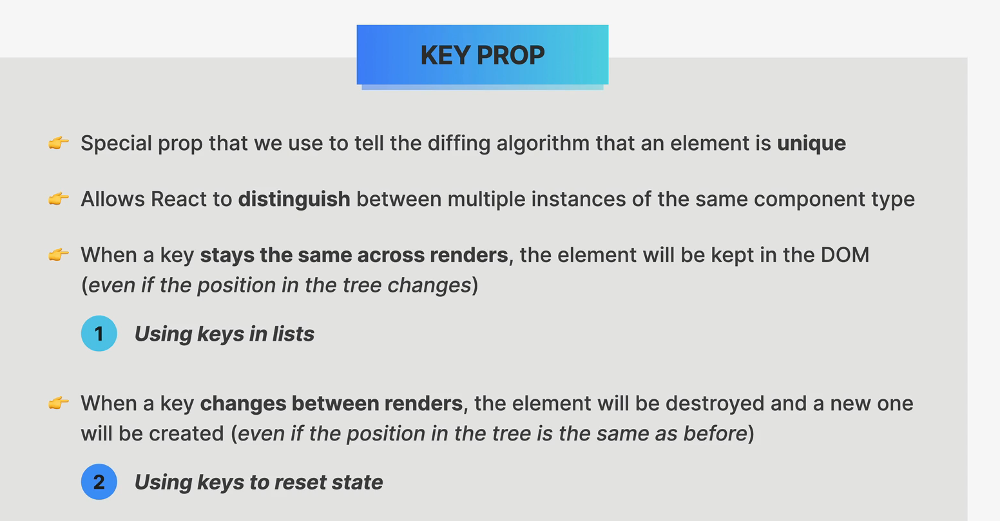 KEY PROP
👉 Special prop that we use to tell the diffing algorithm that an element is unique
👉 Allows React to distinguish between multiple instances of the same component type
👉 When a key stays the same across renders, the element will be kept in the DOM
(even if the position in the tree changes)
1 Using keys in lists
👉 When a key changes between renders, the element will be destroyed and a new one
will be created (even if the position in the tree is the same as before)
2 Using keys to reset state